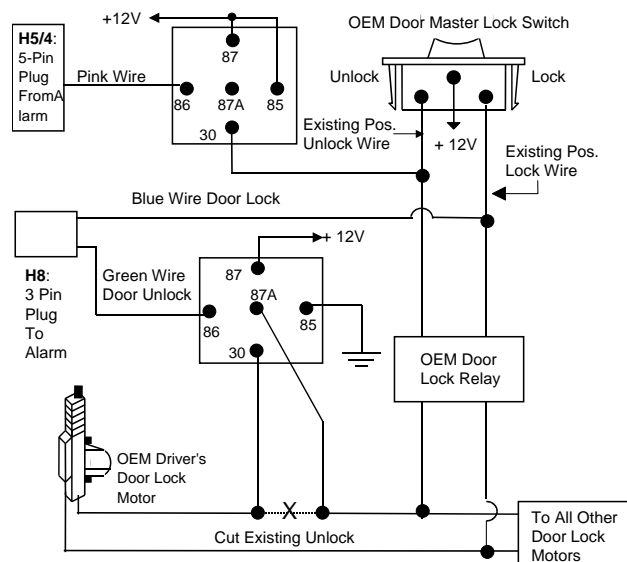 +12V
OEM Door Master Lock Switch
H5/4:
5-Pin
Plug
FromA
larm
Pink Wire
87
86
87A
85
30
Unlock
Lock
Existing Pos.
Unlock Wire
+ 12V
Existing Pos.
Lock Wire
Blue Wire Door Lock
+ 12V
H8:
3 Pin
Plug
To
Alarm
Green Wire
Door Unlock
87
87A
86
85
30
OEM Door
Lock Relay
OEM Driver's
Door Lock
Motor
X
Cut Existing Unlock
To All Other
Door Lock
Motors